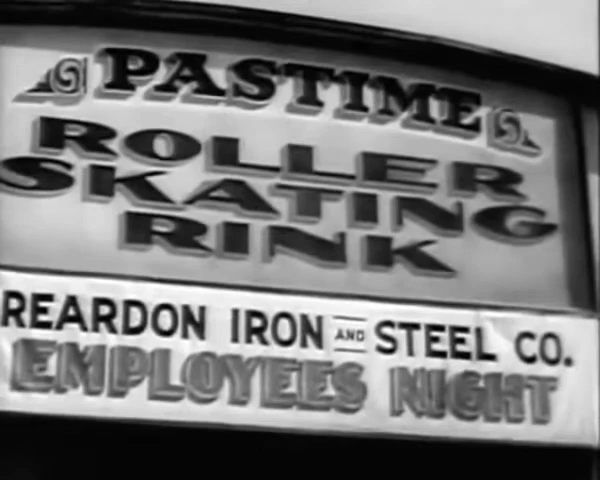 PASTIME
ROLLER
SKATING
RINK
REARDON IRON AND STEEL CO.
EMPLOYEES NIGHT